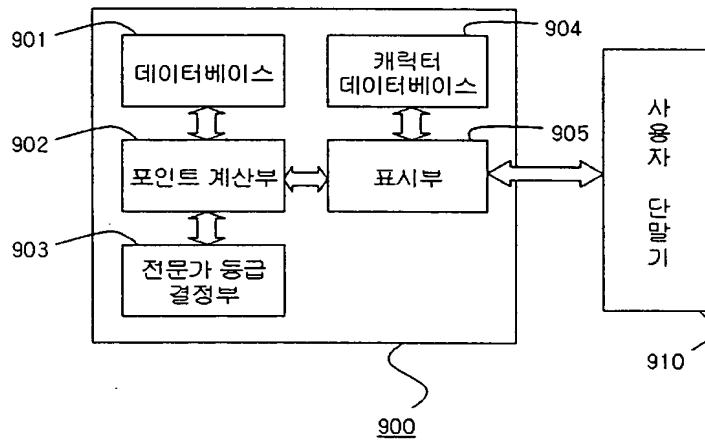 901
데이터베이스
904
캐릭터
데이터베이스
902
포인트 계산부
905
표시부
903
전문가 등급
결정부
사용자 단말기
910
900